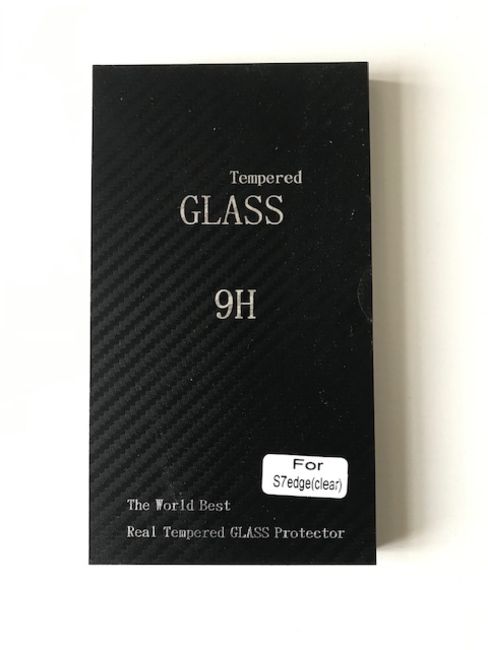 Tempered
GLASS
9H
For
S7edge(clear)
The World Best
Real Tempered GLASS Protector